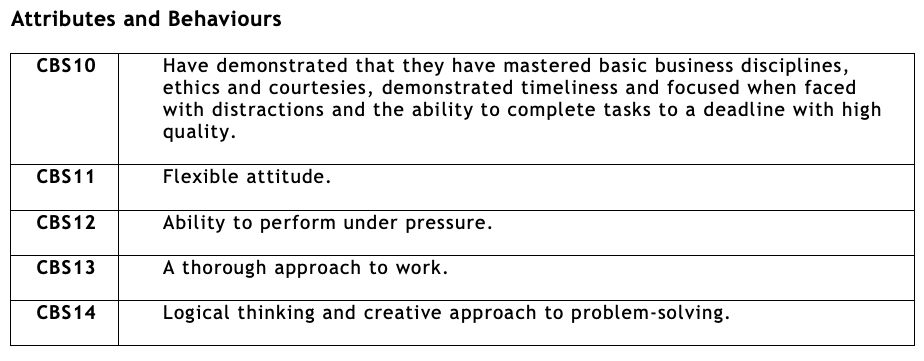 Attributes and Behaviours
CBS10 Have demonstrated that they have mastered basic business disciplines,
ethics and courtesies, demonstrated timeliness and focused when faced
with distractions and the ability to complete tasks to a deadline with high
quality.
CBS11 Flexible attitude.
CBS12 Ability to perform under pressure.
CBS13 A thorough approach to work.
CBS14 Logical thinking and creative approach to problem-solving.